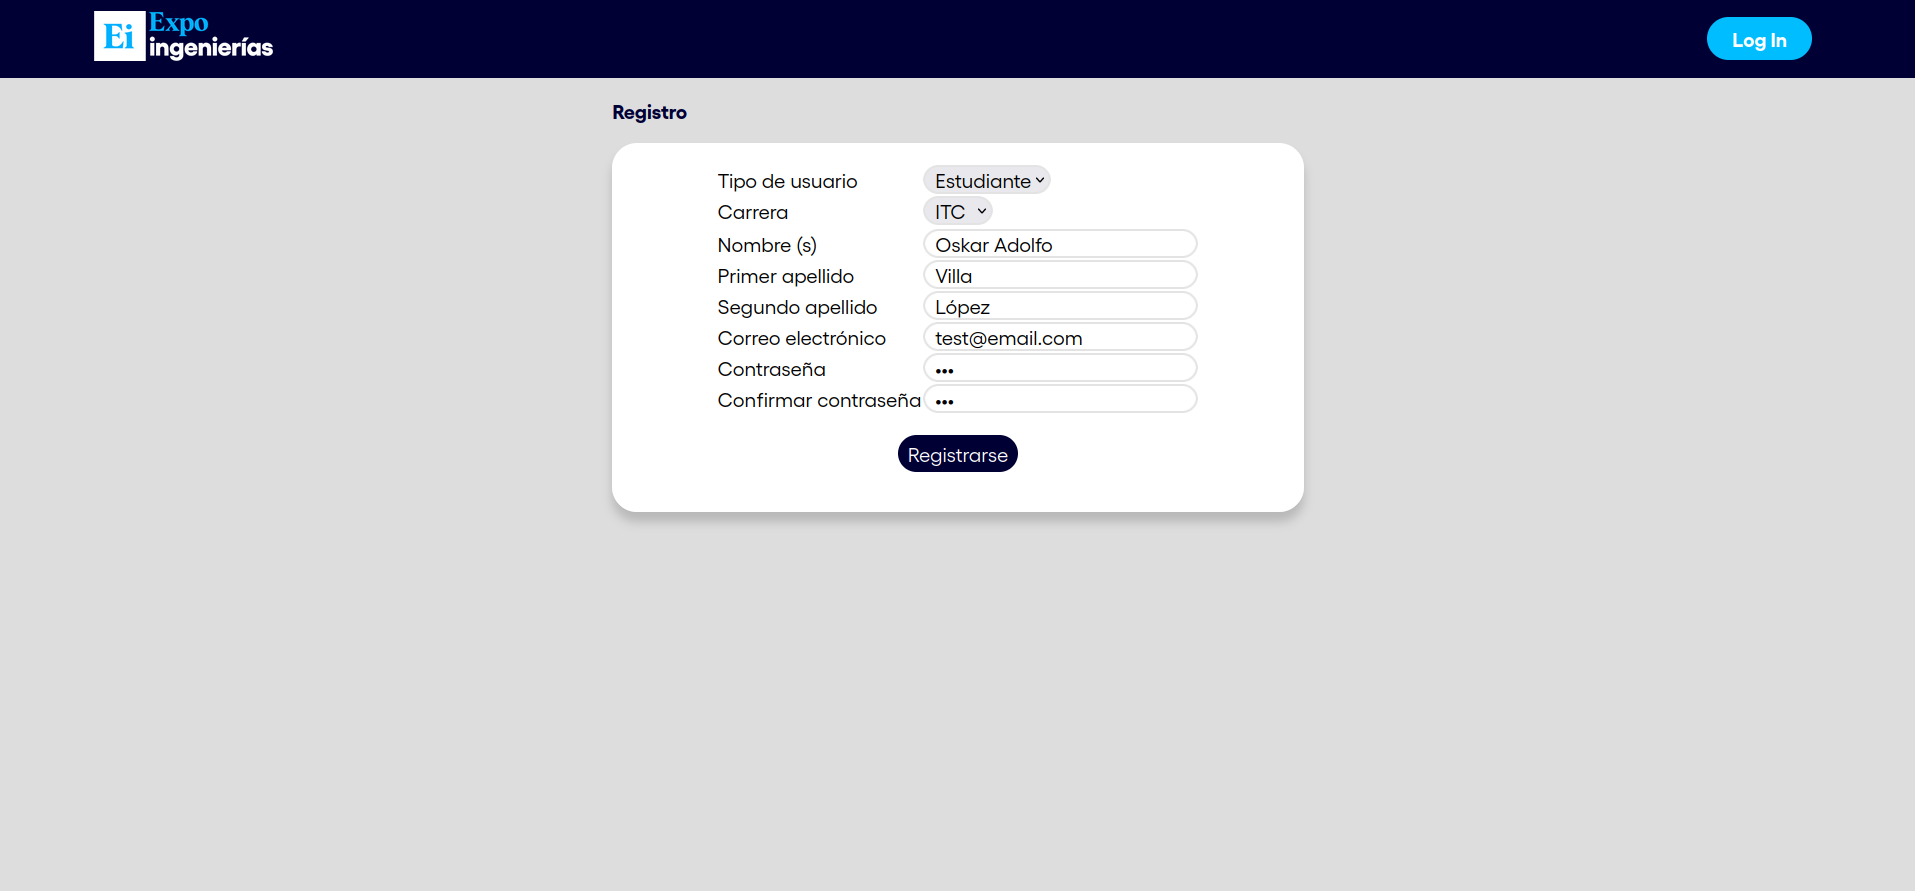 Ei Expo
ingenierías
Log In
Registro
Tipo de usuario Estudiante
Carrera ITC
Nombre (s) Oskar Adolfo
Primer apellido Villa
Segundo apellido López
Correo electrónico test@email.com
Contraseña •••
Confirmar contraseña •••
Registrarse